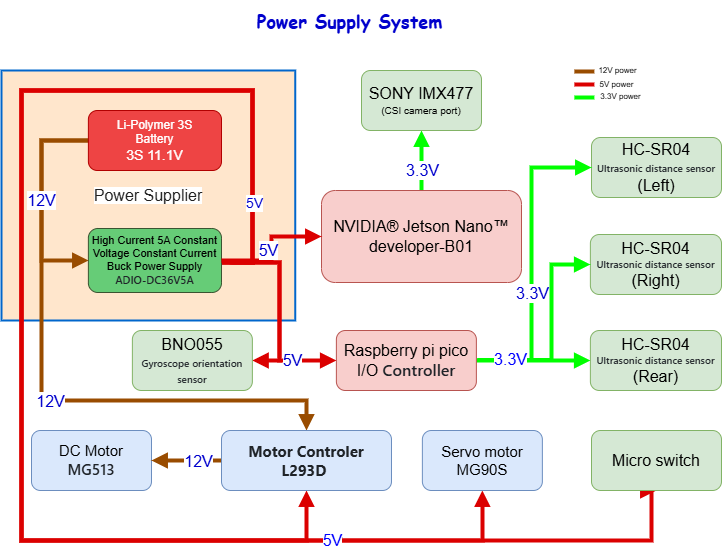 Power Supply System
12V power
5V power
3.3V power
SONY IMX477
(CSI camera port)
Li-Polymer 3S
Battery
3S 11.1V
HC-SR04
Ultrasonic distance sensor
(Left)
3.3V
12V
Power Supplier
5V
NVIDIA® Jetson Nano™
developer-B01
High Current 5A Constant
Voltage Constant Current
Buck Power Supply
ADIO-DC36V5A
5V
HC-SR04
Ultrasonic distance sensor
(Right)
3.3V
BNO055
Gyroscope orientation
sensor
5V
Raspberry pi pico
I/O Controller
3.3V
HC-SR04
Ultrasonic distance sensor
(Rear)
12V
DC Motor
MG513
12V
Motor Controler
L293D
Servo motor
MG90S
Micro switch
5V